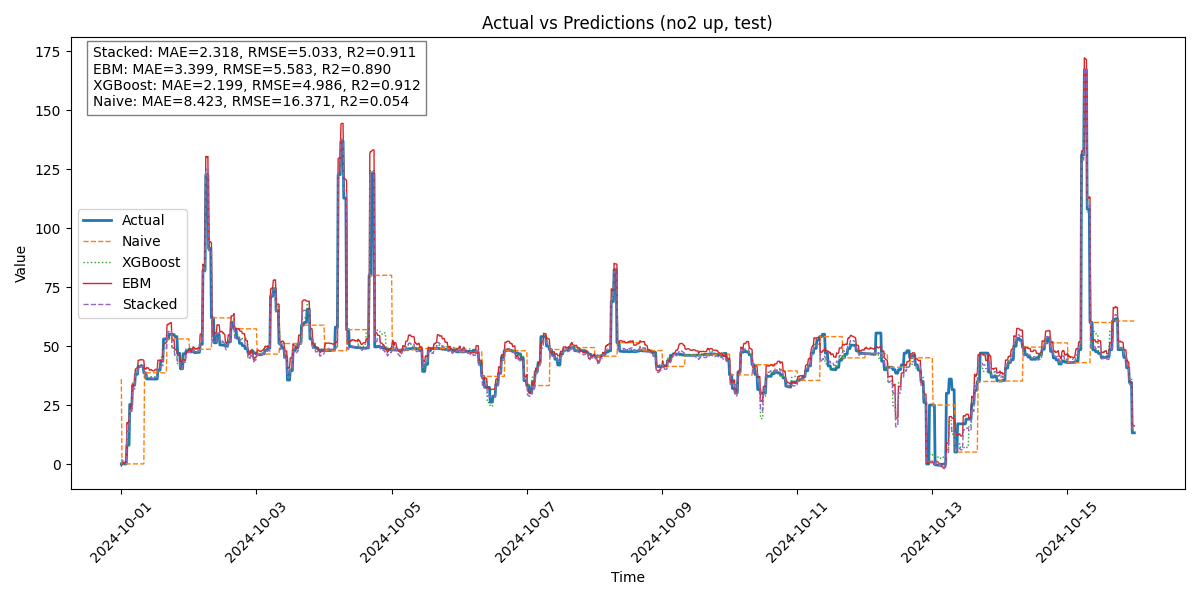 Actual vs Predictions (no2 up, test)
Stacked: MAE=2.318, RMSE=5.033, R2=0.911
EBM: MAE=3.399, RMSE=5.583, R2=0.890
XGBoost: MAE=2.199, RMSE=4.986, R2=0.912
Naive: MAE=8.423, RMSE=16.371, R2=0.054
175
150
125
100
75
50
25
0
Value
Actual
Naive
XGBoost
EBM
Stacked
2024-10-01
2024-10-03
2024-10-05
2024-10-07
2024-10-09
2024-10-11
2024-10-13
2024-10-15
Time